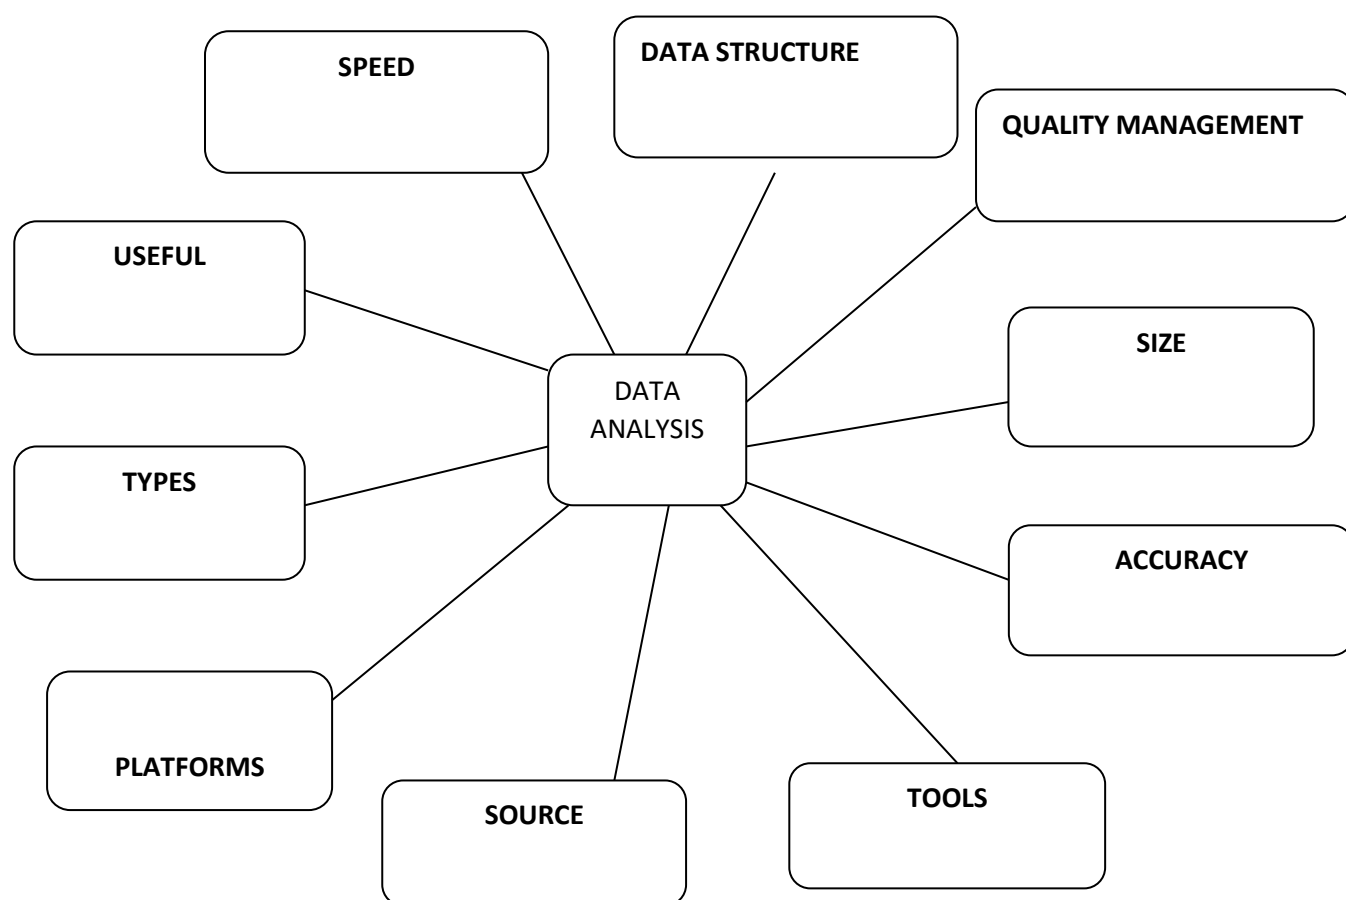 SPEED
DATA STRUCTURE
QUALITY MANAGEMENT
USEFUL
SIZE
DATA
ANALYSIS
TYPES
ACCURACY
PLATFORMS
SOURCE
TOOLS